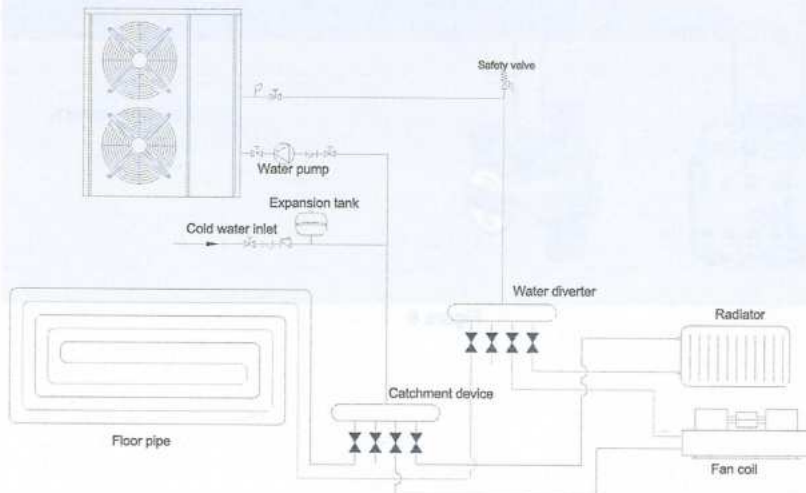 Safety valve
P
Water pump
Expansion tank
Cold water inlet
Water diverter
Radiator
Catchment device
Floor pipe
Fan coil